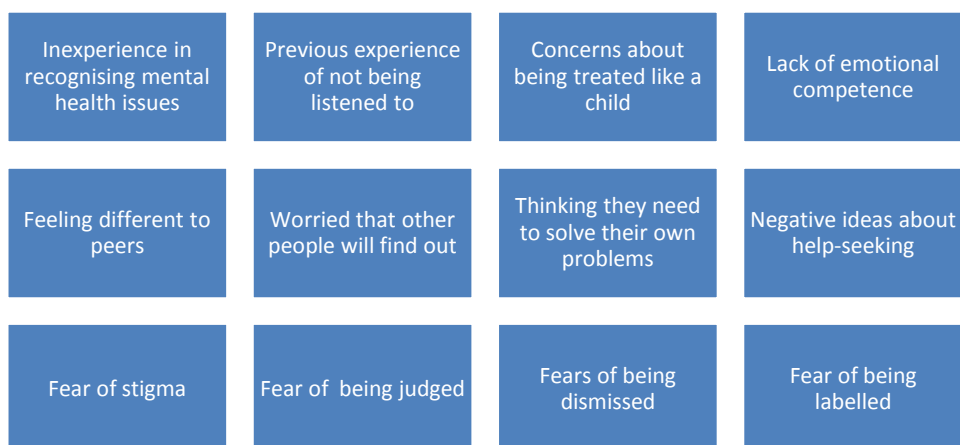 Inexperience in
recognising mental
health issues
Previous experience
of not being
listened to
Concerns about
being treated like a
child
Lack of emotional
competence
Feeling different to
peers
Worried that other
people will find out
Thinking they need
to solve their own
problems
Negative ideas about
help-seeking
Fear of stigma
Fear of  being judged
Fears of being
dismissed
Fear of being
labelled